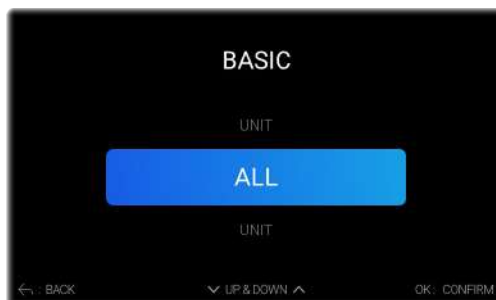 BASIC
UNIT
ALL
UNIT
: BACK UP & DOWN OK: CONFIRM